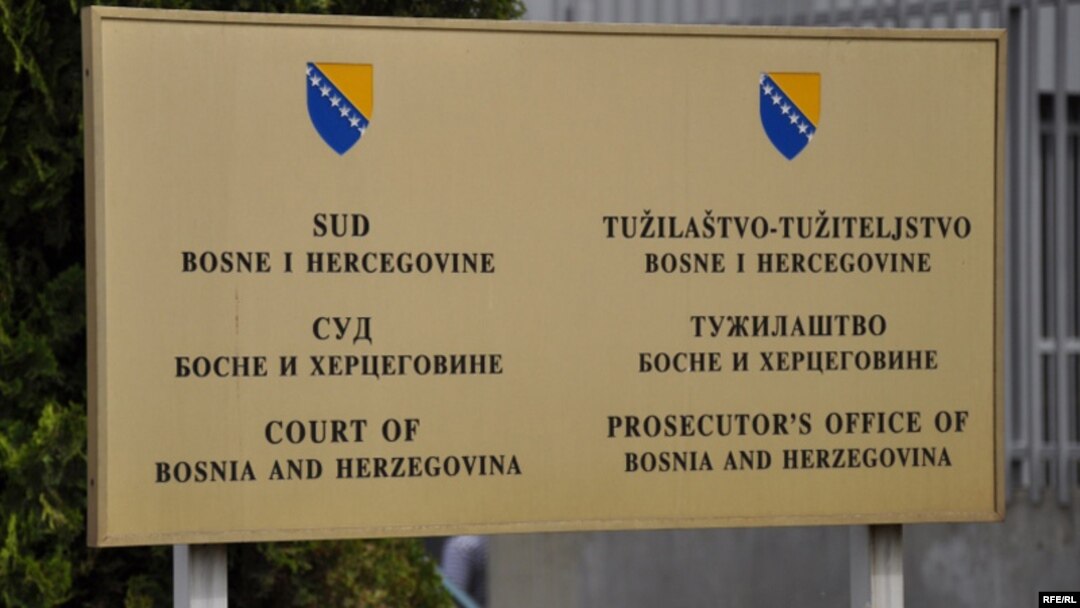 SUD
BOSNE I HERCEGOVINE
СУД
БОСНЕ И ХЕРЦЕГОВИНЕ
COURT OF
BOSNIA AND HERZEGOVINA
TUŽILAŠTVO-TUŽITELJSTVO
BOSNE I HERCEGOVINE
ТУЖИЛАШТВО
БОСНЕ И ХЕРЦЕГОВИНЕ
PROSECUTOR'S OFFICE OF
BOSNIA AND HERZEGOVINA
RFE/RL